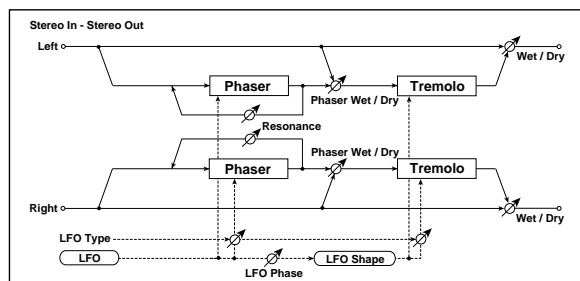 Stereo In - Stereo Out
Left
Wet / Dry
Phaser
Tremolo
Phaser Wet / Dry
Resonance
Phaser Wet / Dry
Phaser
Tremolo
Right
Wet / Dry
LFO Type
LFO
LFO Shape
LFO Phase